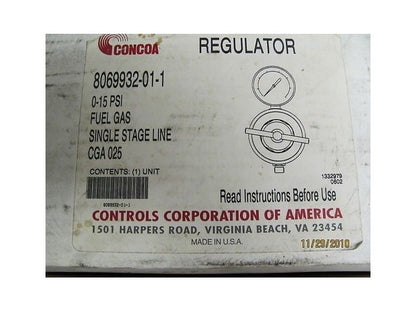 CONCOA
REGULATOR
8069932-01-1
0-15 PSI
FUEL GAS
SINGLE STAGE LINE
CGA 025
CONTENTS: (1) UNIT
8069932-01-1
1332979
0802
Read Instructions Before Use
CONTROLS CORPORATION OF AMERICA
1501 HARPERS ROAD, VIRGINIA BEACH, VA 23454
MADE IN U.S.A.
11/29/2010